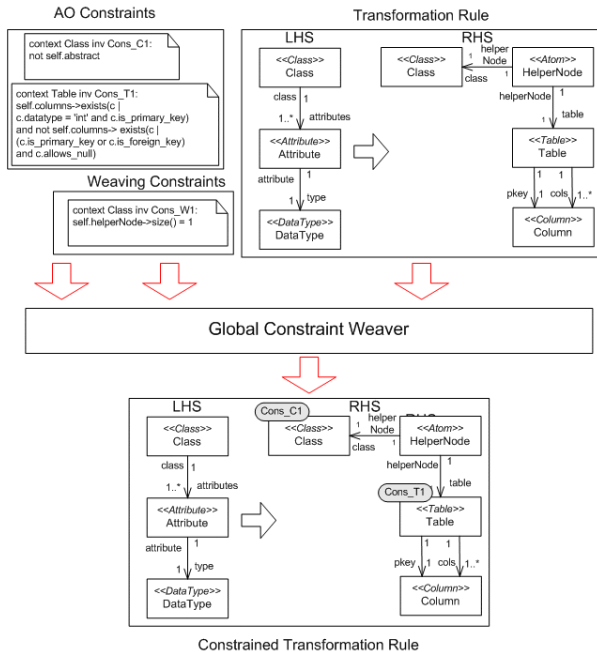 AO Constraints
context Class inv Cons_C1:
not self.abstract
context Table inv Cons_T1:
self.columns->exists(c |
c.datatype = 'int' and c.is_primary_key)
and not self.columns-> exists(c |
(c.is_primary_key or c.is_foreign_key)
and c.allows_null)
Weaving Constraints
context Class inv Cons_W1:
self.helperNode->size() = 1
Transformation Rule
LHS
<<Class>>
Class
class 1
1..* attributes
<<Attribute>>
Attribute
attribute 1
1 type
<<DataType>>
DataType
RHS
<<Class>>
Class
1 helper
Node
class 1
<<Atom>>
HelperNode
helperNode 1
1 table
<<Table>>
Table
1 1
pkey cols
1 1..*
<<Column>>
Column
Global Constraint Weaver
LHS
<<Class>>
Class
class 1
1..* attributes
<<Attribute>>
Attribute
attribute 1
1 type
<<DataType>>
DataType
RHS
Cons_C1
<<Class>>
Class
1 helper
Node
class 1
RHS
<<Atom>>
HelperNode
helperNode 1
table
Cons_T1
1
<<Table>>
Table
1 1
pkey cols
1 1..*
<<Column>>
Column
Constrained Transformation Rule